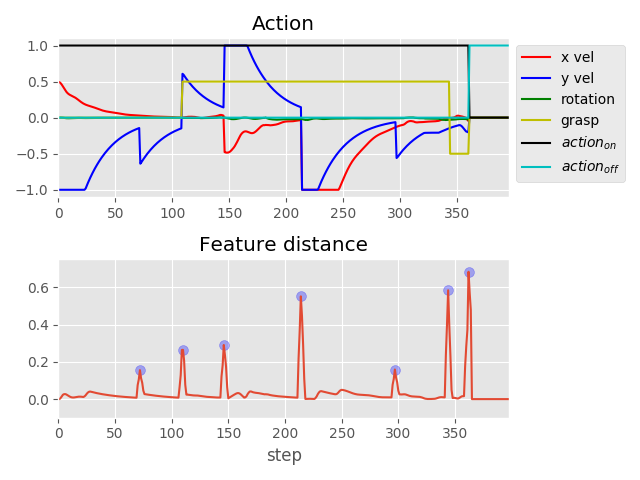 Action
1.0
0.5
0.0
−0.5
−1.0
0 50 100 150 200 250 300 350
x vel
y vel
rotation
grasp
action_on
action_off
Feature distance
0.6
0.4
0.2
0.0
0 50 100 150 200 250 300 350
step